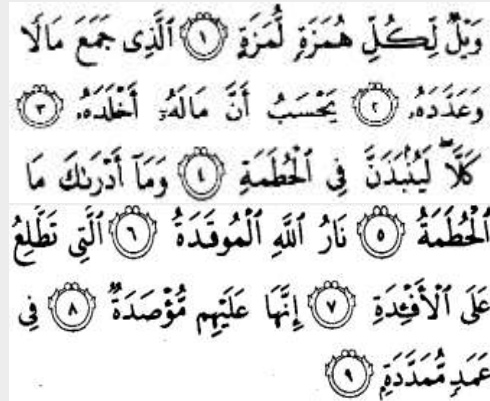 وَيْلٌ لِّكُلِّ هُمَزَةٍ لُّمَزَةٍ ١ ٱلَّذِى جَمَعَ مَالًا
وَعَدَّدَهُۥ ٢ يَحْسَبُ أَنَّ مَالَهُۥٓ أَخْلَدَهُۥ ٣
كَلَّا ۖ لَيُنۢبَذَنَّ فِى ٱلْحُطَمَةِ ٤ وَمَآ أَدْرَىٰكَ مَا
ٱلْحُطَمَةُ ٥ نَارُ ٱللَّهِ ٱلْمُوقَدَةُ ٦ ٱلَّتِى تَطَّلِعُ
عَلَى ٱلْأَفْـِٔدَةِ ٧ إِنَّهَا عَلَيْهِم مُّؤْصَدَةٌ ٨ فِى
عَمَدٍ مُّمَدَّدَةٍۭ ٩